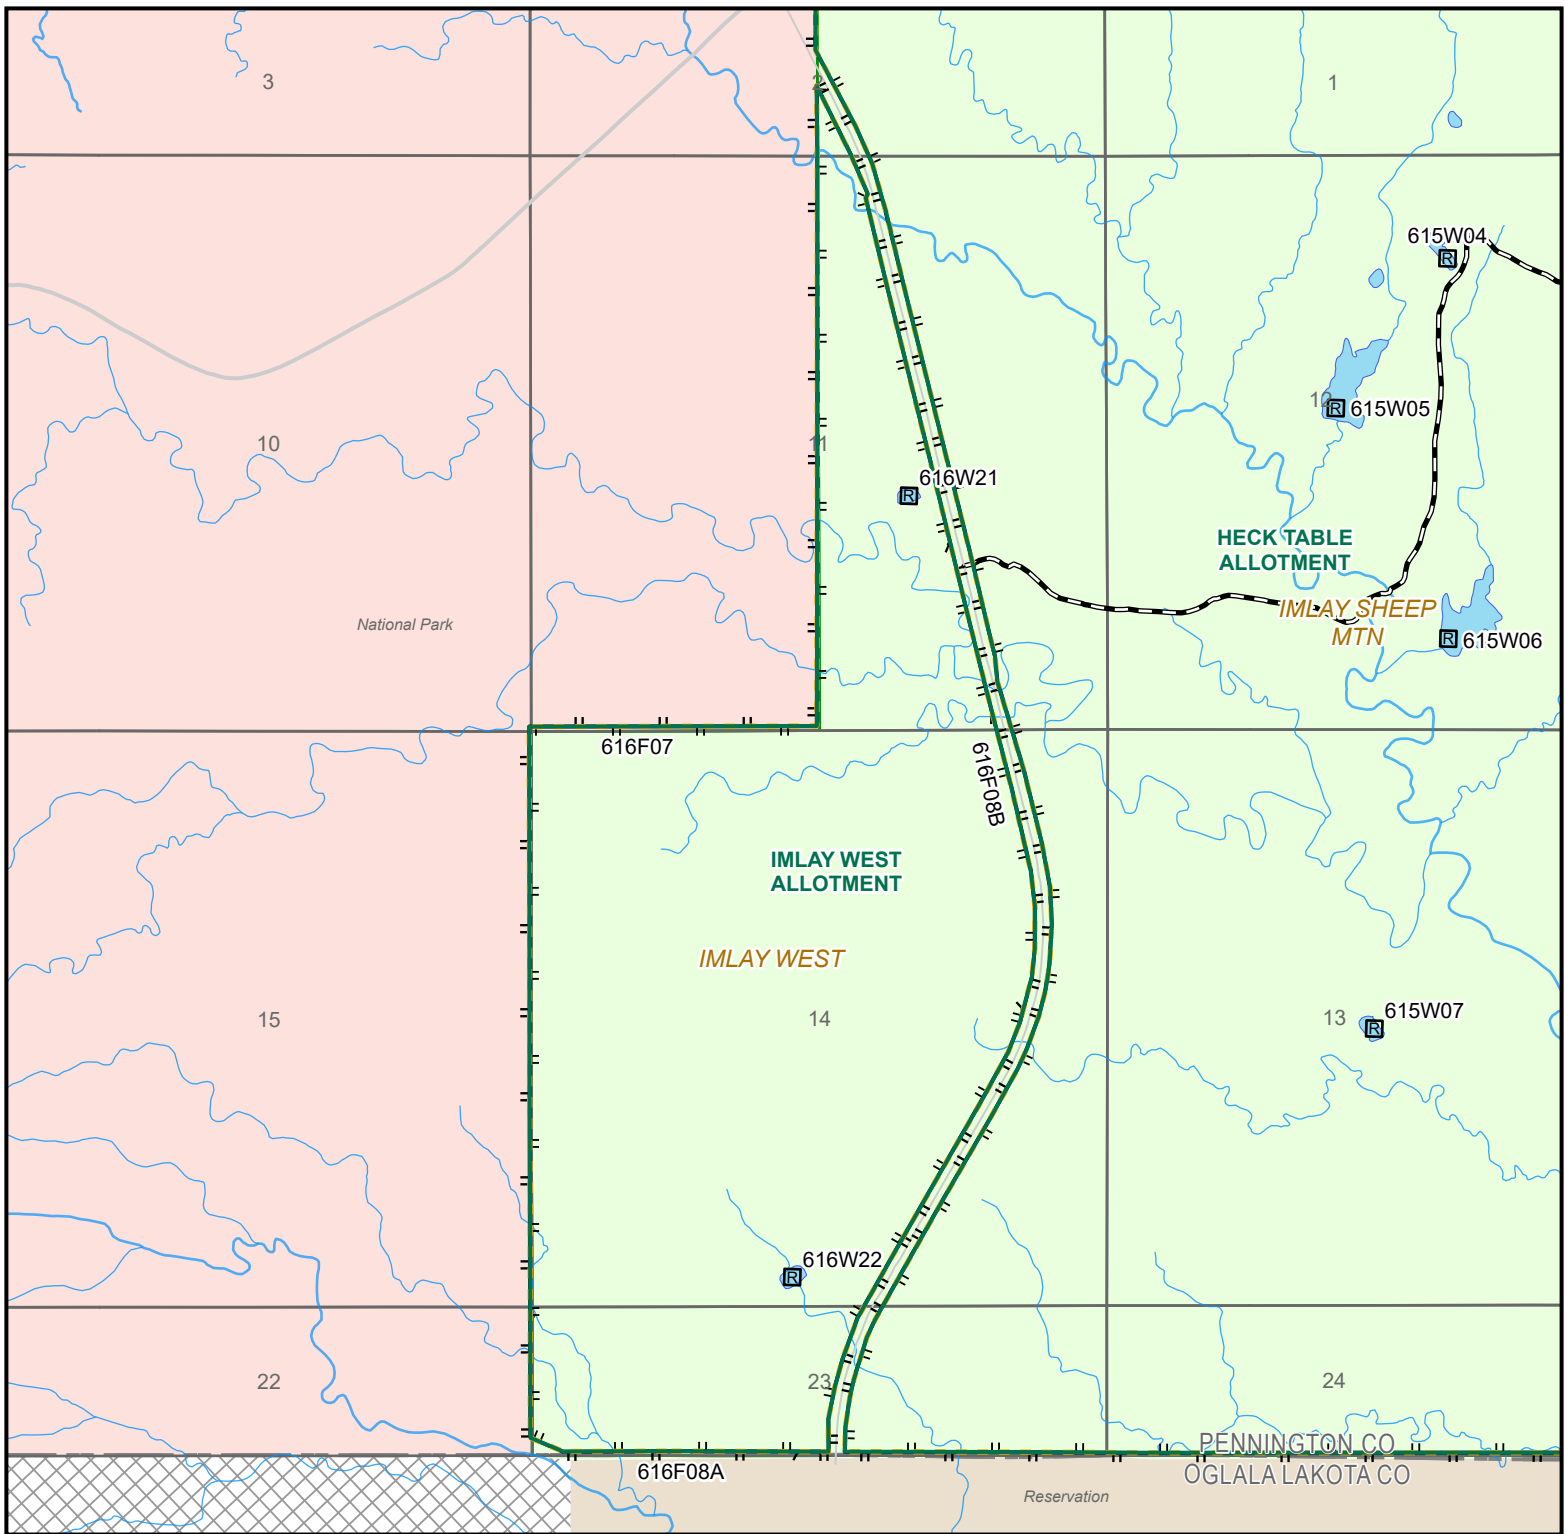 3
2
1
615W04
12
615W05
10
11
616W21
HECK TABLE
ALLOTMENT
IMLAY SHEEP
MTN
National Park
615W06
616F07
616F08B
IMLAY WEST
ALLOTMENT
IMLAY WEST
15
14
13
615W07
616W22
22
23
24
PENNINGTON CO
616F08A
OGLALA LAKOTA CO
Reservation
R
R
R
R
R
R